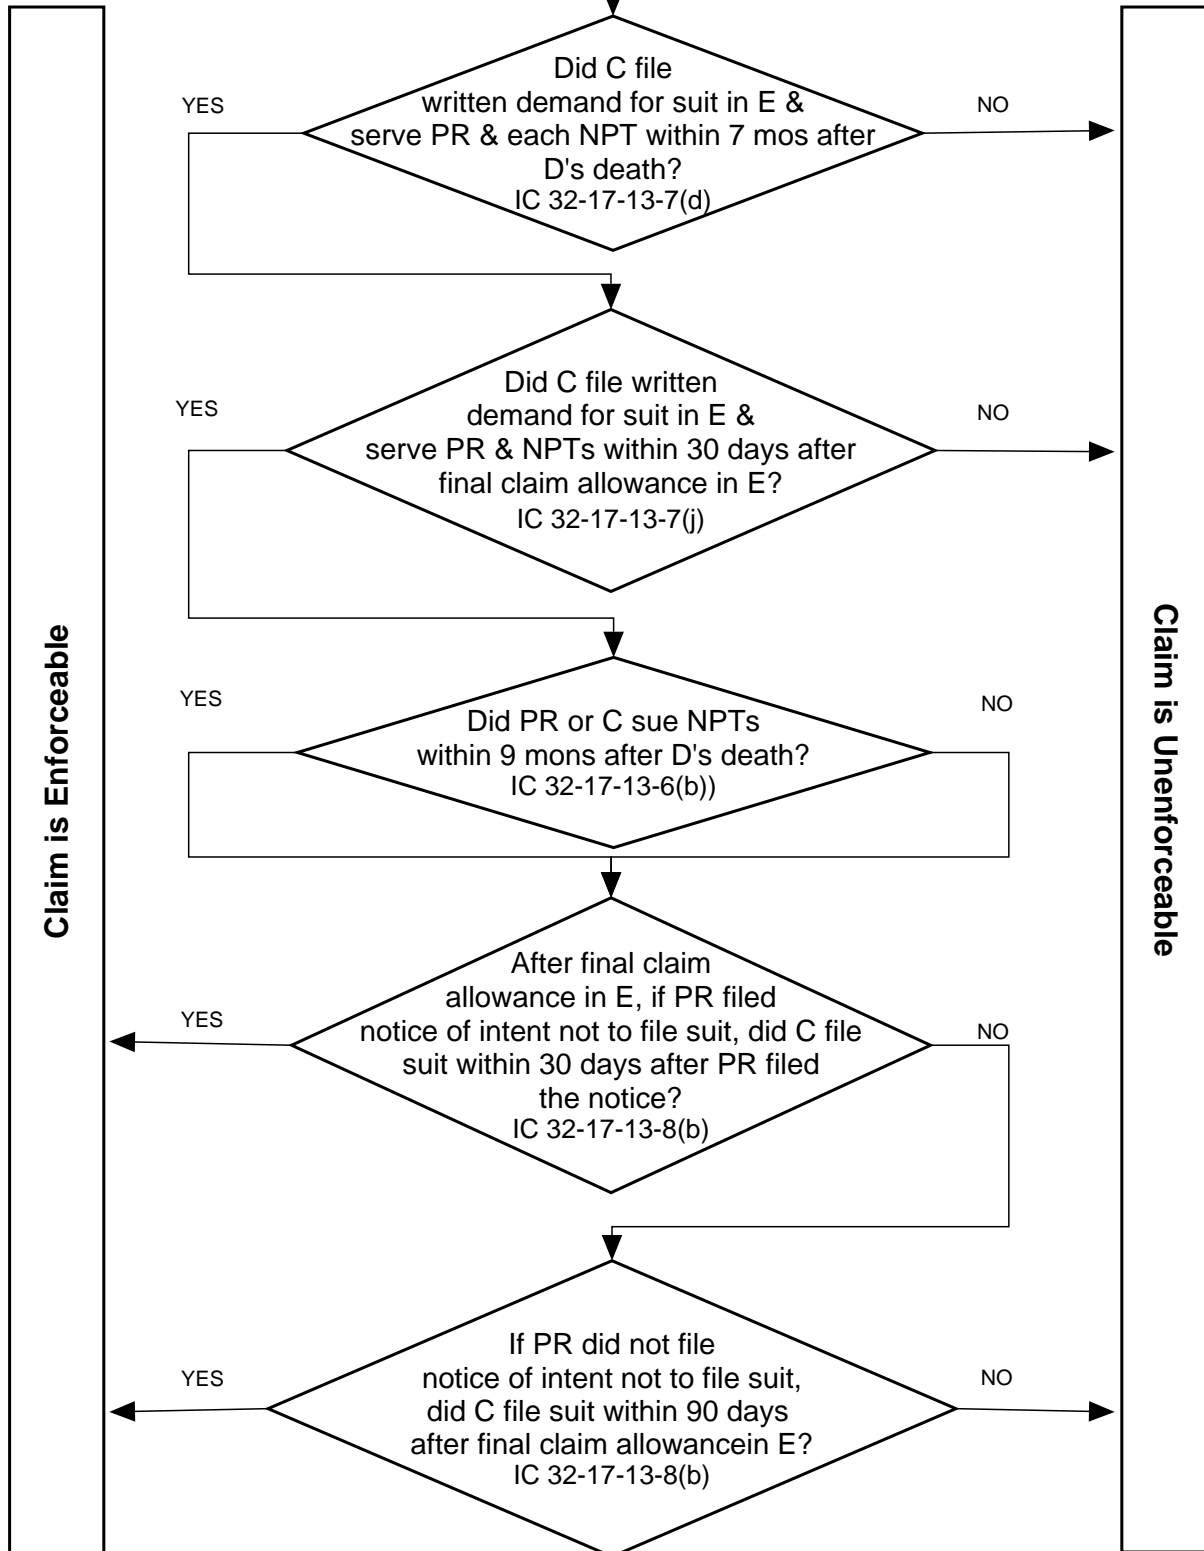 Claim is Enforceable
Claim is Unenforceable
Did C file
written demand for suit in E &
serve PR & each NPT within 7 mos after
D's death?
IC 32-17-13-7(d)
YES
NO
Did C file written
demand for suit in E &
serve PR & NPTs within 30 days after
final claim allowance in E?
IC 32-17-13-7(j)
YES
NO
Did PR or C sue NPTs
within 9 mons after D's death?
IC 32-17-13-6(b))
YES
NO
After final claim
allowance in E, if PR filed
notice of intent not to file suit, did C file
suit within 30 days after PR filed
the notice?
IC 32-17-13-8(b)
YES
NO
If PR did not file
notice of intent not to file suit,
did C file suit within 90 days
after final claim allowancein E?
IC 32-17-13-8(b)
YES
NO